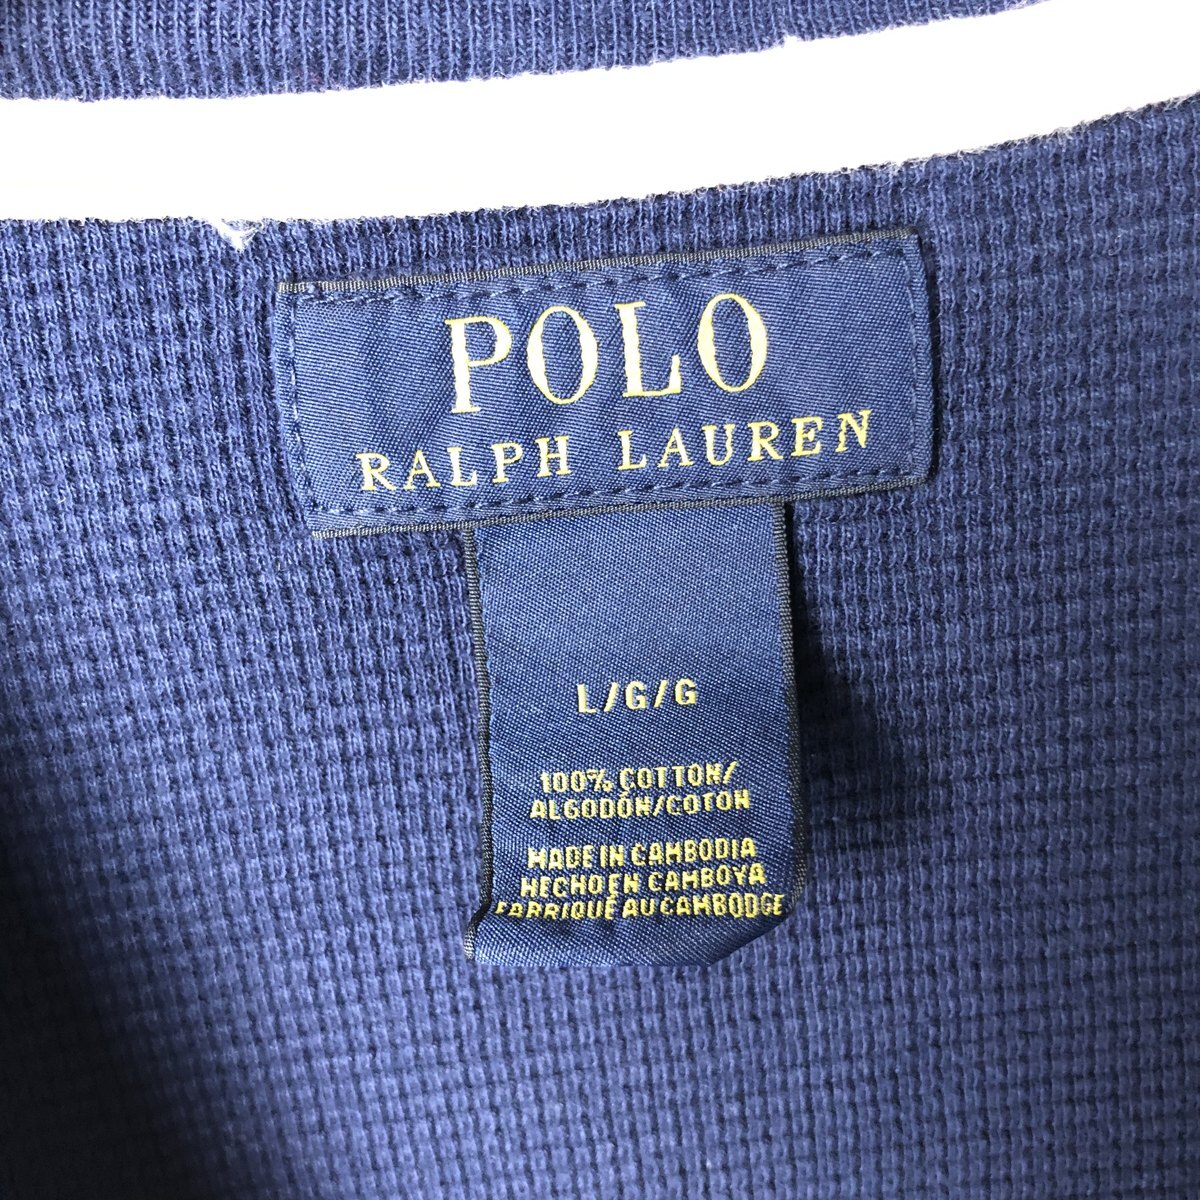 POLO
RALPH LAUREN
L/G/G
100% COTTON/
ALGODÓN/COTON
MADE IN CAMBODIA
HECHO EN CAMBOYA
FABRIQUÉ AU CAMBODGE